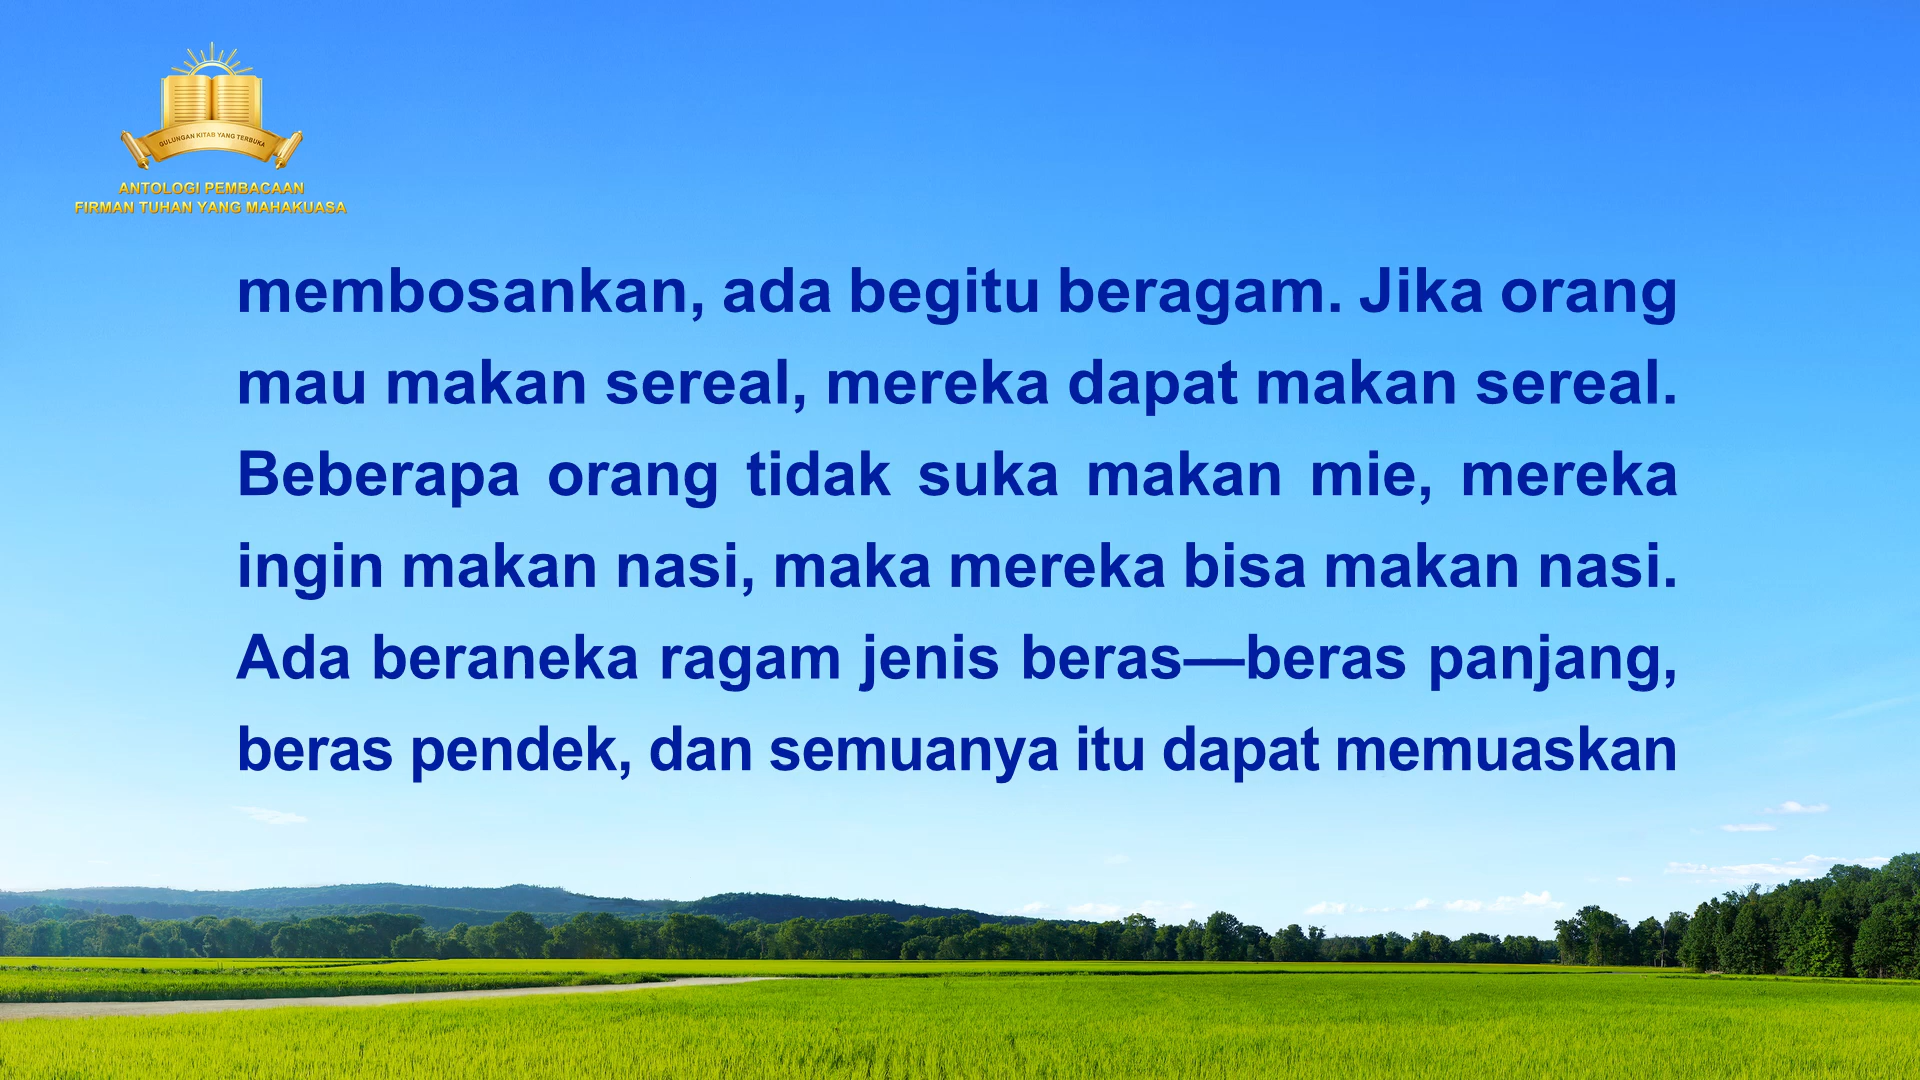 GULUNGAN KITAB YANG TERBUKA
ANTOLOGI PEMBACAAN
FIRMAN TUHAN YANG MAHAKUASA
membosankan, ada begitu beragam. Jika orang
mau makan sereal, mereka dapat makan sereal.
Beberapa orang tidak suka makan mie, mereka
ingin makan nasi, maka mereka bisa makan nasi.
Ada beraneka ragam jenis beras—beras panjang,
beras pendek, dan semuanya itu dapat memuaskan